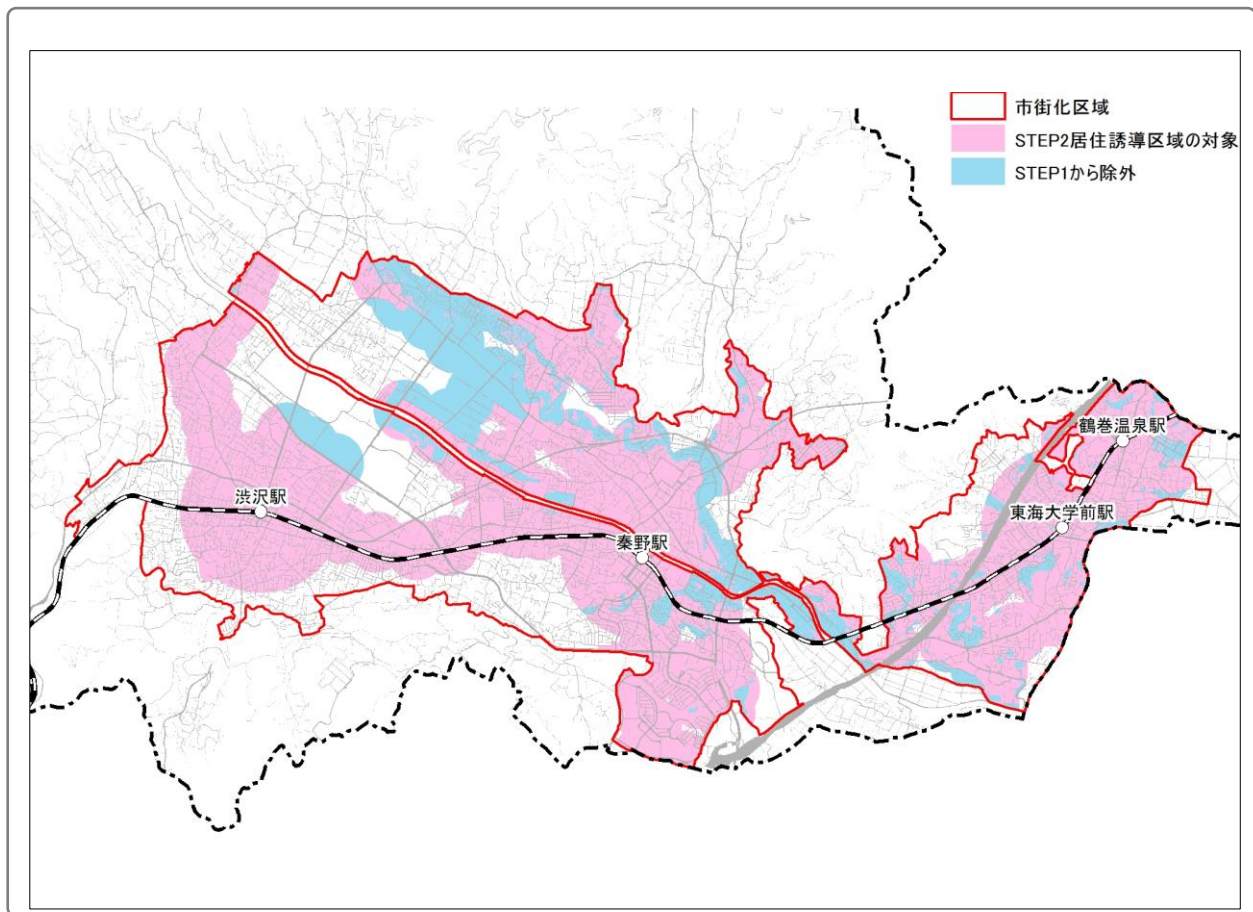 市街化区域
STEP2居住誘導区域の対象
STEP1から除外
鶴巻温泉駅
渋沢駅
東海大学前駅
秦野駅